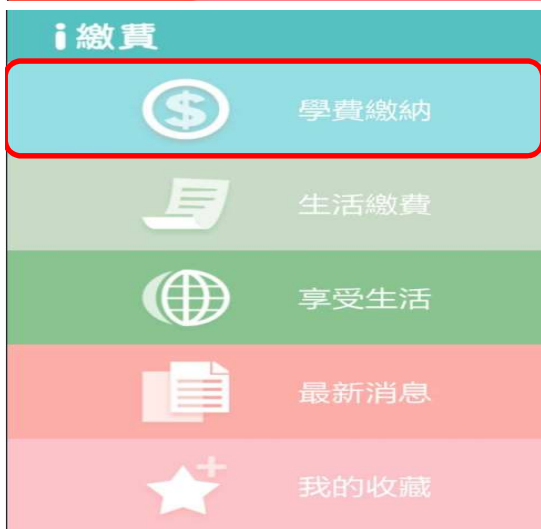 i繳費
學費繳納
生活繳費
享受生活
最新消息
我的收藏